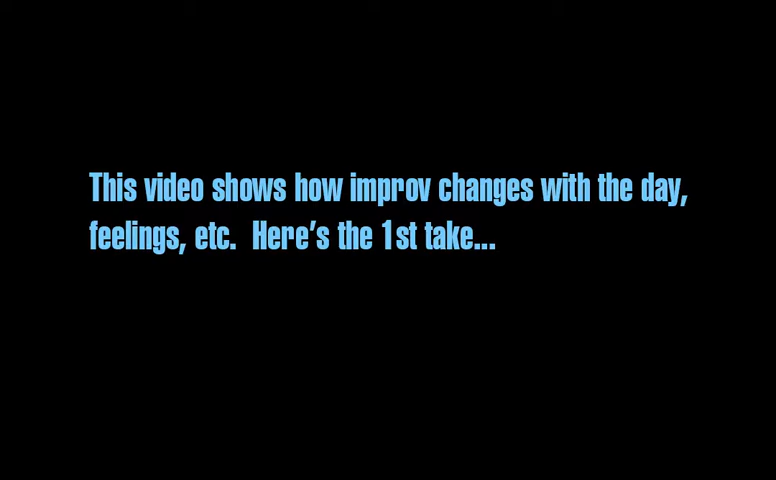 This video shows how improv changes with the day,
feelings, etc.  Here's the 1st take...